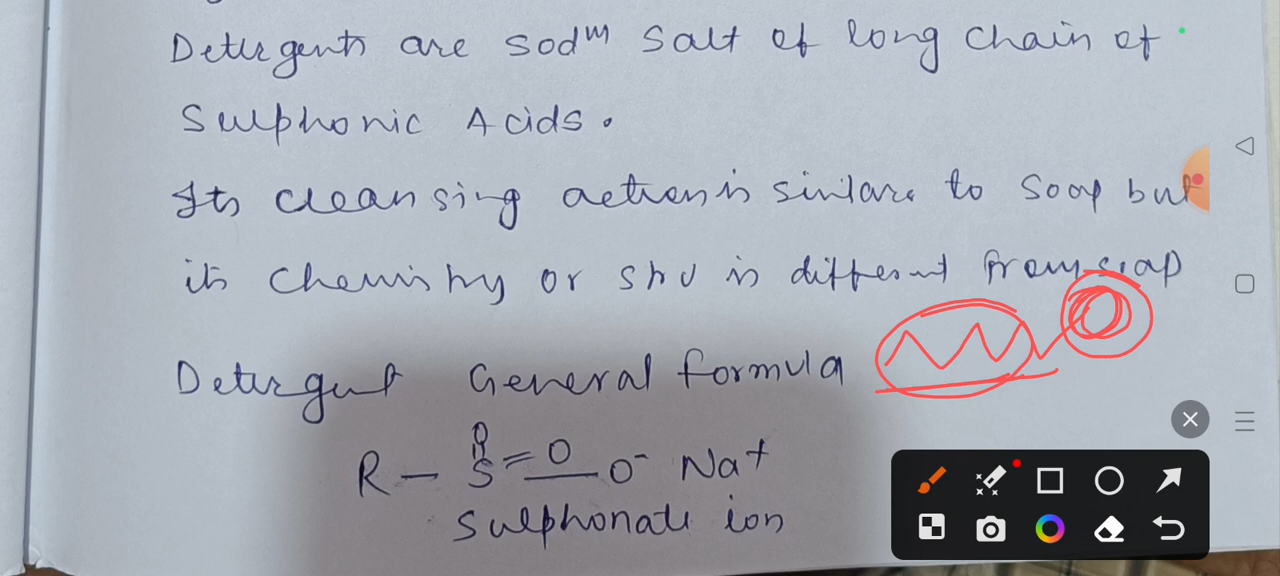 Detergents are sodᵐ salt of long chain of
Sulphonic Acids.
Its cleansing action is similare to Soap but
its chemistry or stru is different from soap
Detergent General formula
O
R - S = O - O⁻ Na⁺
Sulphonate ion